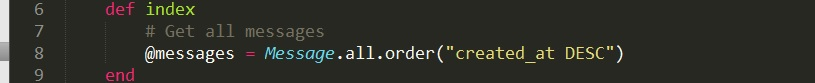 6 def index
7 # Get all messages
8 @messages = Message.all.order("created_at DESC")
9 end